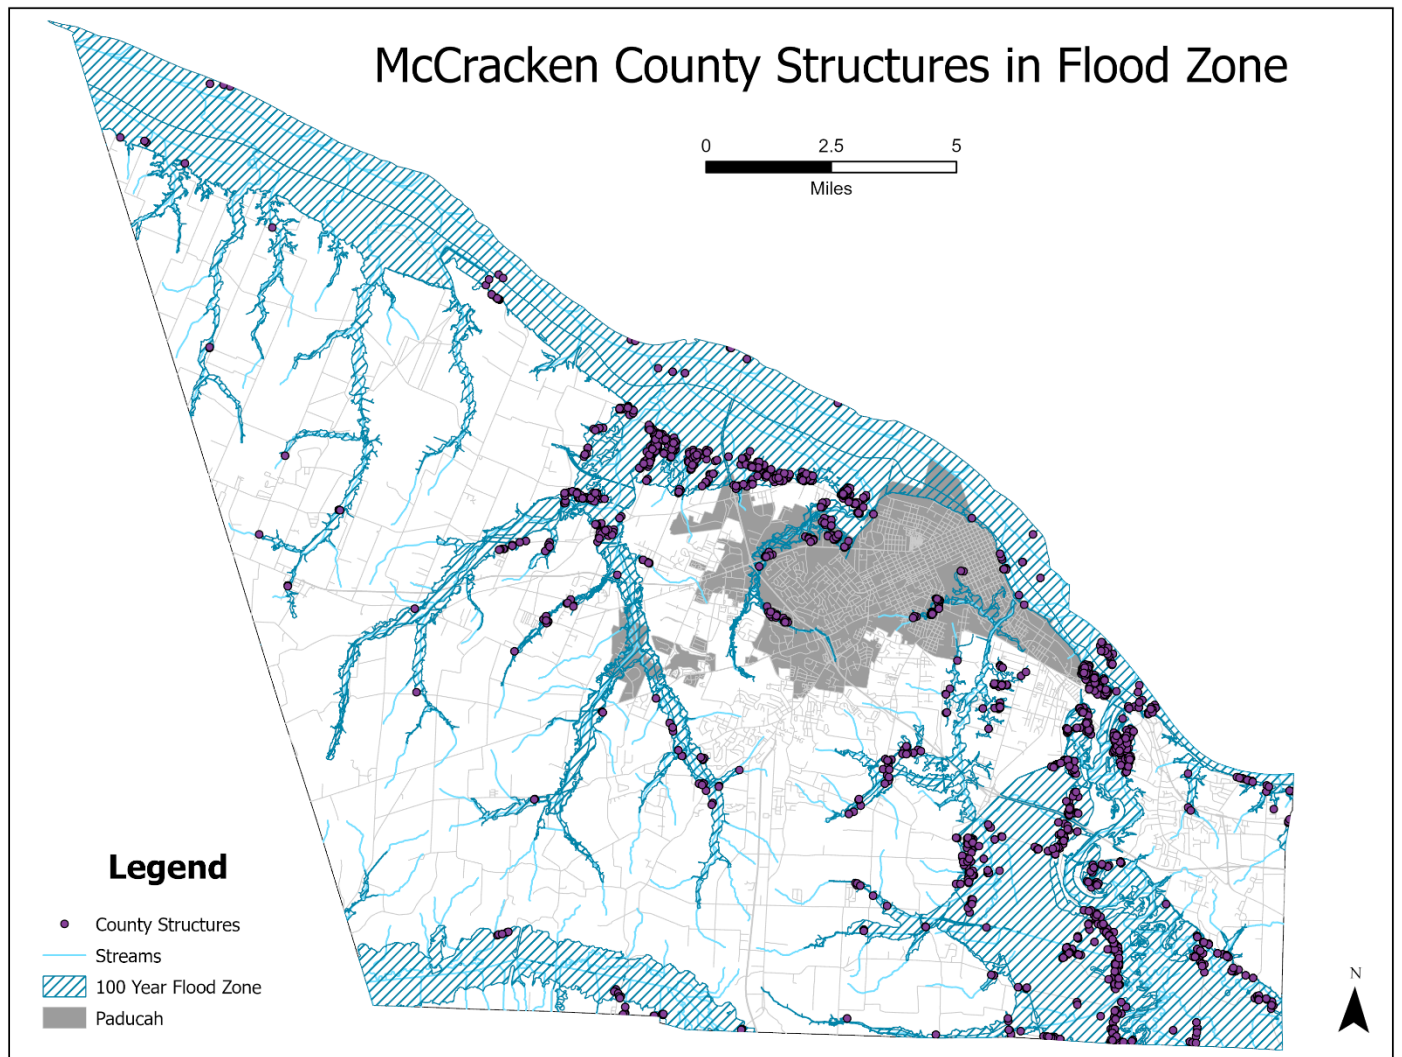 McCracken County Structures in Flood Zone
0 2.5 5
Miles
Legend
County Structures
Streams
100 Year Flood Zone
Paducah
N